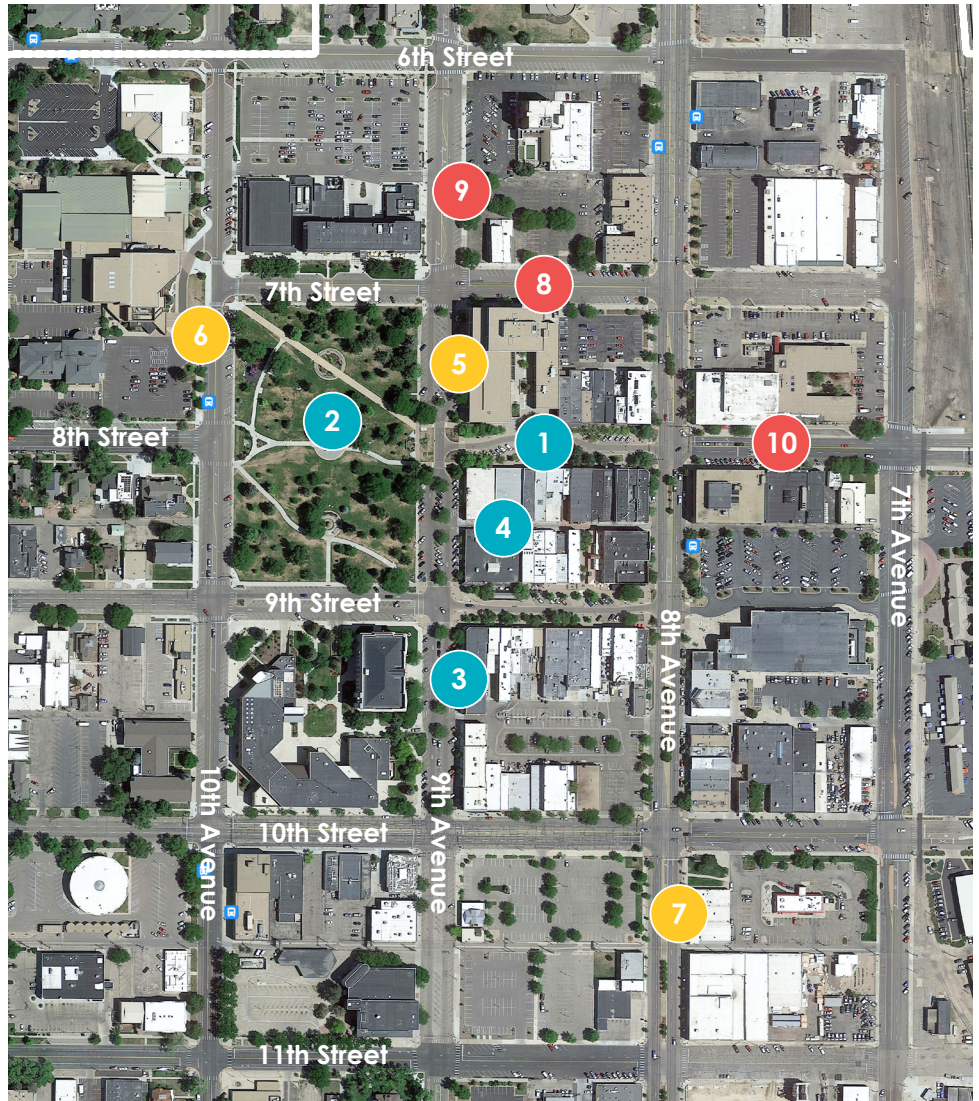 6th Street
9
7th Street
8
6
5
2
8th Street
1
10
4
7th Avenue
9th Street
8th Avenue
3
10th Avenue
9th Avenue
10th Street
7
11th Street